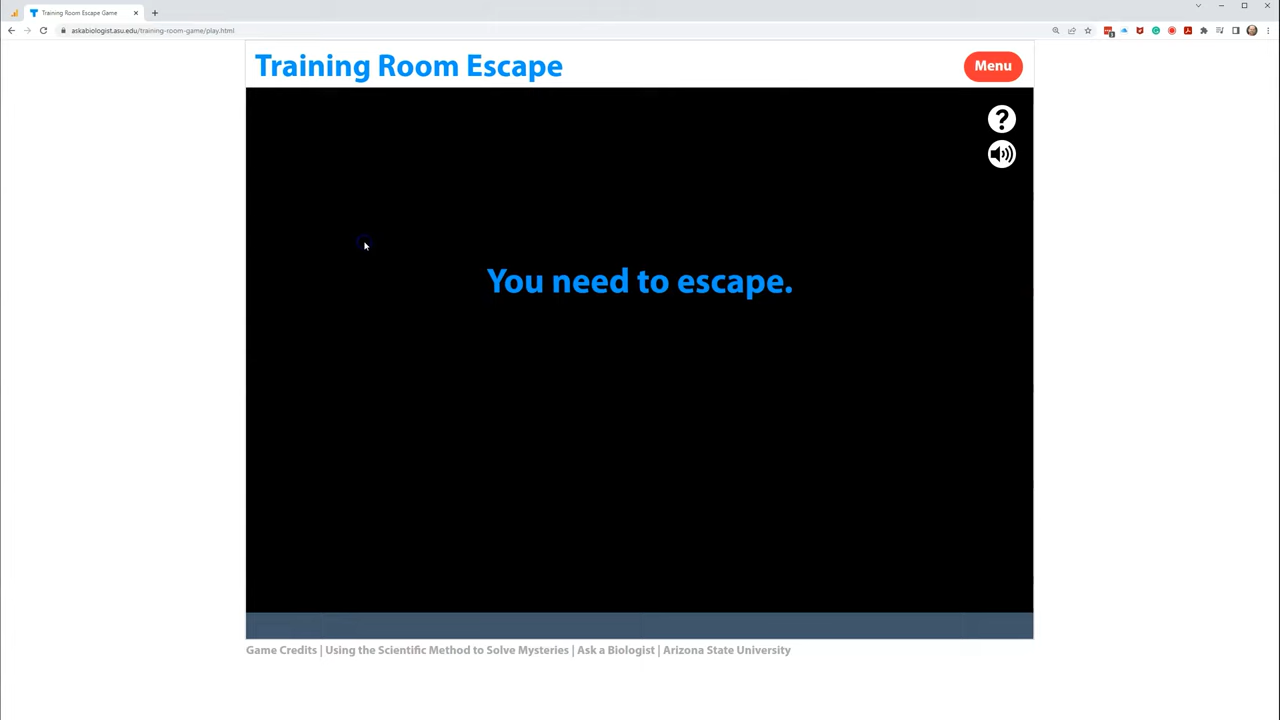 Training Room Escape Game
askabiologist.asu.edu/training-room-game/play.html
Training Room Escape
Menu
?
You need to escape.
Game Credits | Using the Scientific Method to Solve Mysteries | Ask a Biologist | Arizona State University